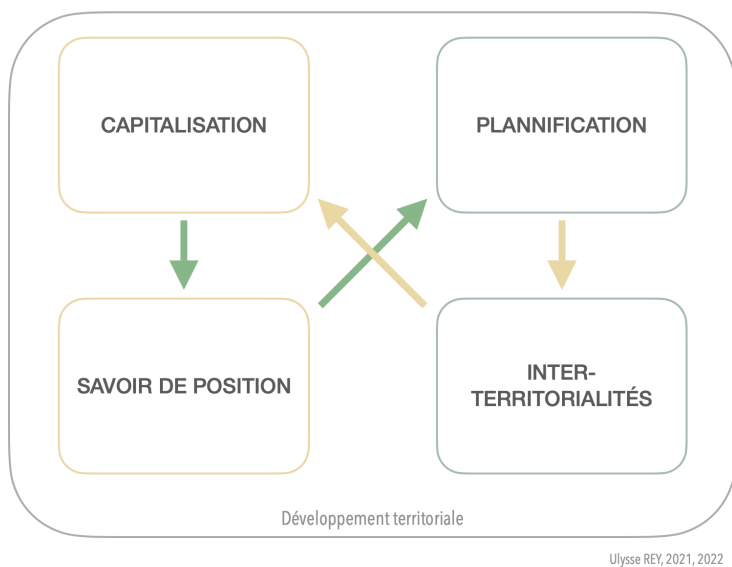 CAPITALISATION
PLANNIFICATION
SAVOIR DE POSITION
INTER-
TERRITORIALITÉS
Développement territoriale
Ulysse REY, 2021, 2022